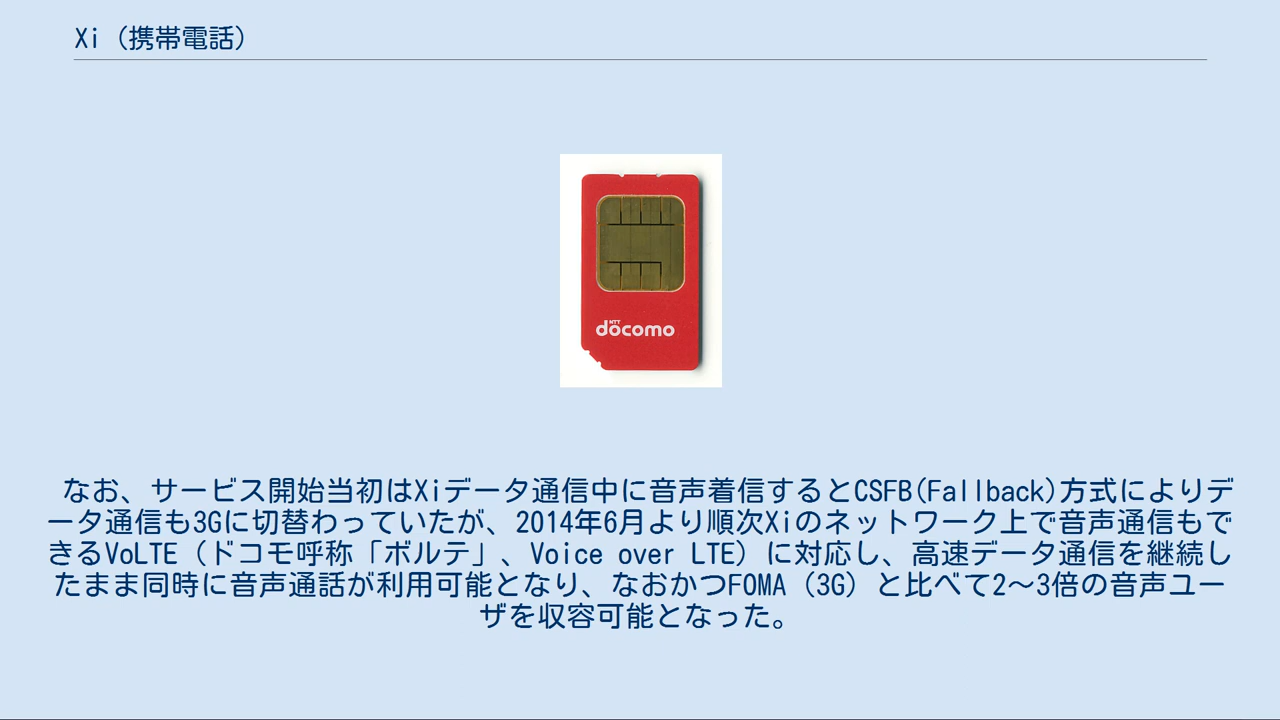 Xi（携帯電話）
NTT
docomo
なお、サービス開始当初はXiデータ通信中に音声着信するとCSFB(Fallback)方式によりデ
ータ通信も3Gに切替わっていたが、2014年6月より順次Xiのネットワーク上で音声通信もで
きるVoLTE（ドコモ呼称「ボルテ」、Voice over LTE）に対応し、高速データ通信を継続し
たまま同時に音声通話が利用可能となり、なおかつFOMA（3G）と比べて2～3倍の音声ユー
ザを収容可能となった。